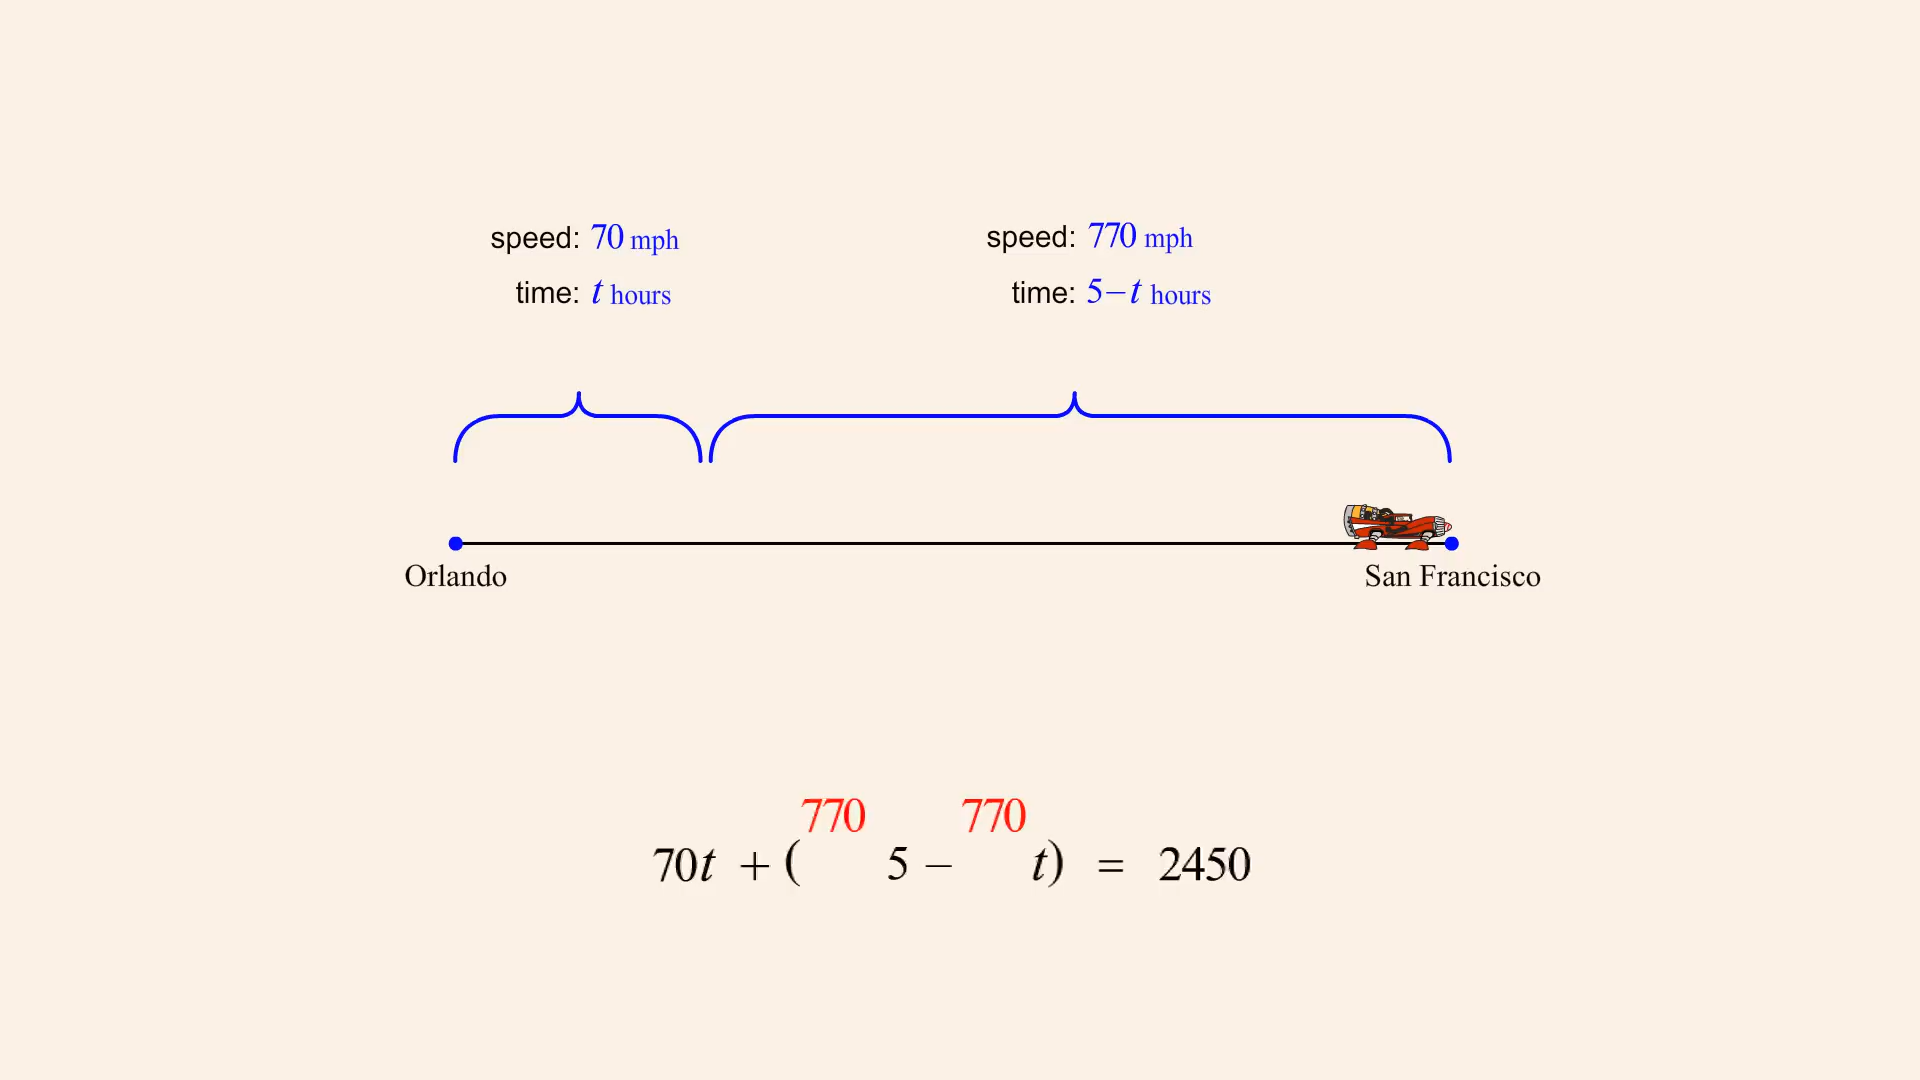 speed: 70 mph
time: t hours
speed: 770 mph
time: 5−t hours
Orlando
San Francisco
770 770
70t + ( 5 − t) = 2450